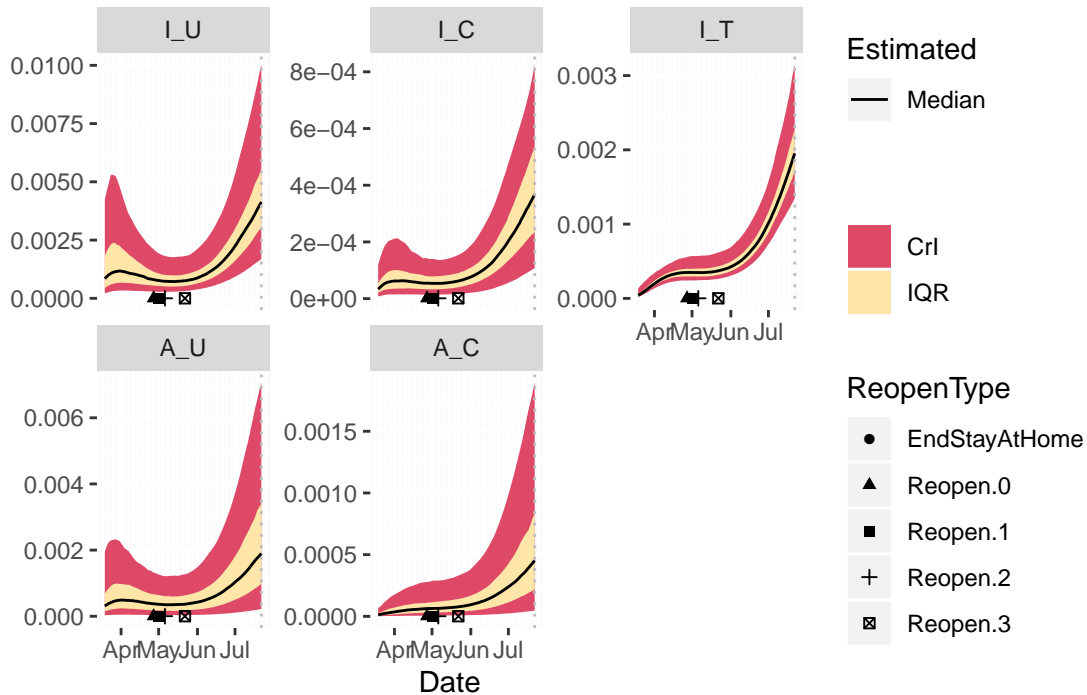 I_U
I_C
I_T
0.0100
0.0075
0.0050
0.0025
0.0000
8e−04
6e−04
4e−04
2e−04
0e+00
0.003
0.002
0.001
0.000
Apr May Jun Jul
A_U
A_C
0.006
0.004
0.002
0.000
0.0015
0.0010
0.0005
0.0000
Apr May Jun Jul
Apr May Jun Jul
Date
Estimated
Median
CrI
IQR
ReopenType
EndStayAtHome
Reopen.0
Reopen.1
Reopen.2
Reopen.3